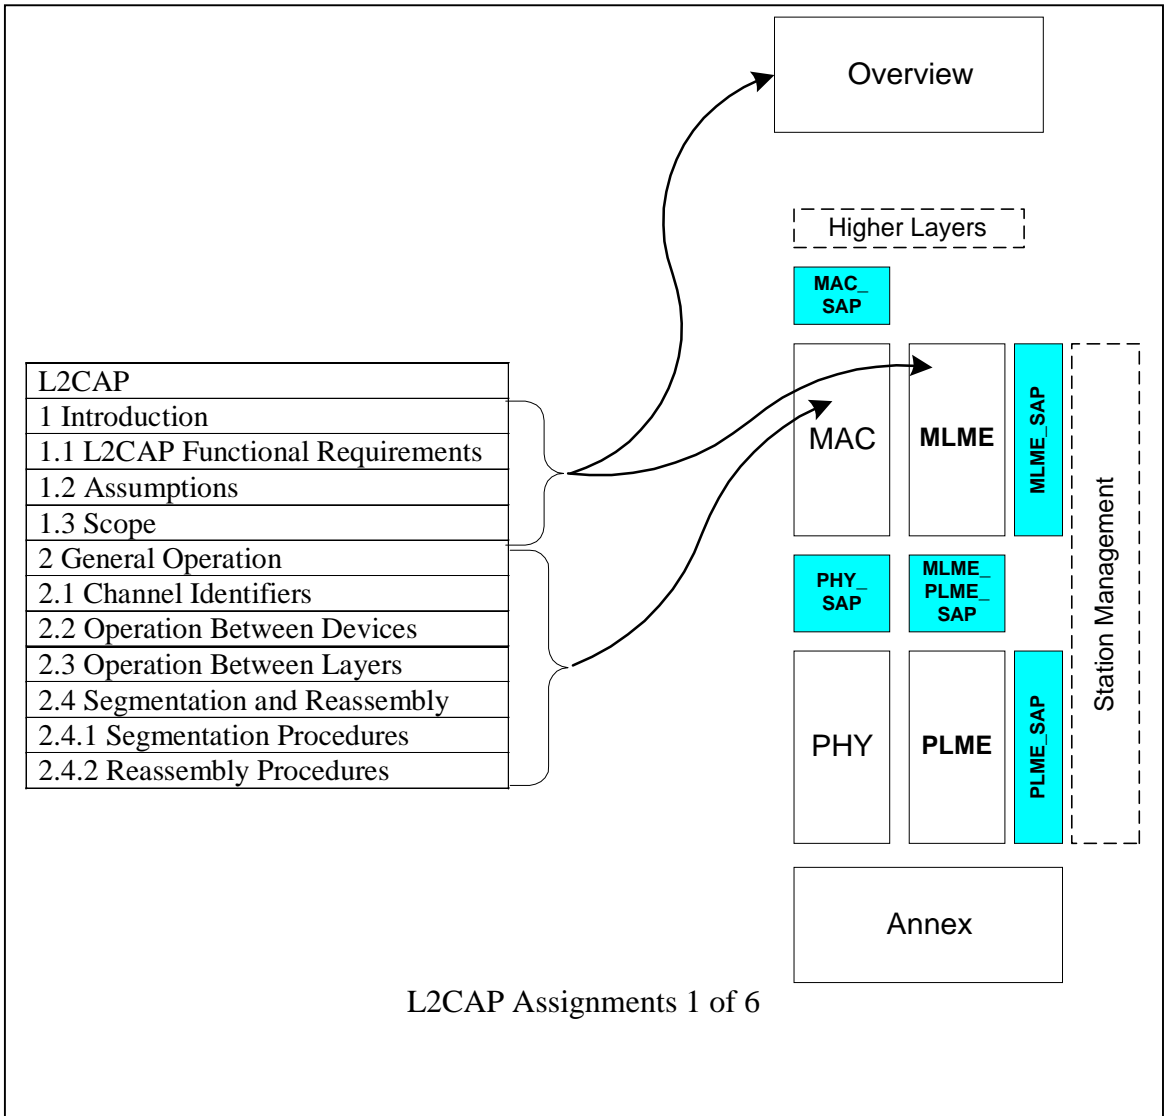 Overview
Higher Layers
MAC_
SAP
L2CAP
1 Introduction
1.1 L2CAP Functional Requirements
1.2 Assumptions
1.3 Scope
2 General Operation
2.1 Channel Identifiers
2.2 Operation Between Devices
2.3 Operation Between Layers
2.4 Segmentation and Reassembly
2.4.1 Segmentation Procedures
2.4.2 Reassembly Procedures
MAC
MLME
MLME_SAP
Station Management
PHY_
SAP
MLME_
PLME_
SAP
PHY
PLME
PLME_SAP
Annex
L2CAP Assignments 1 of 6